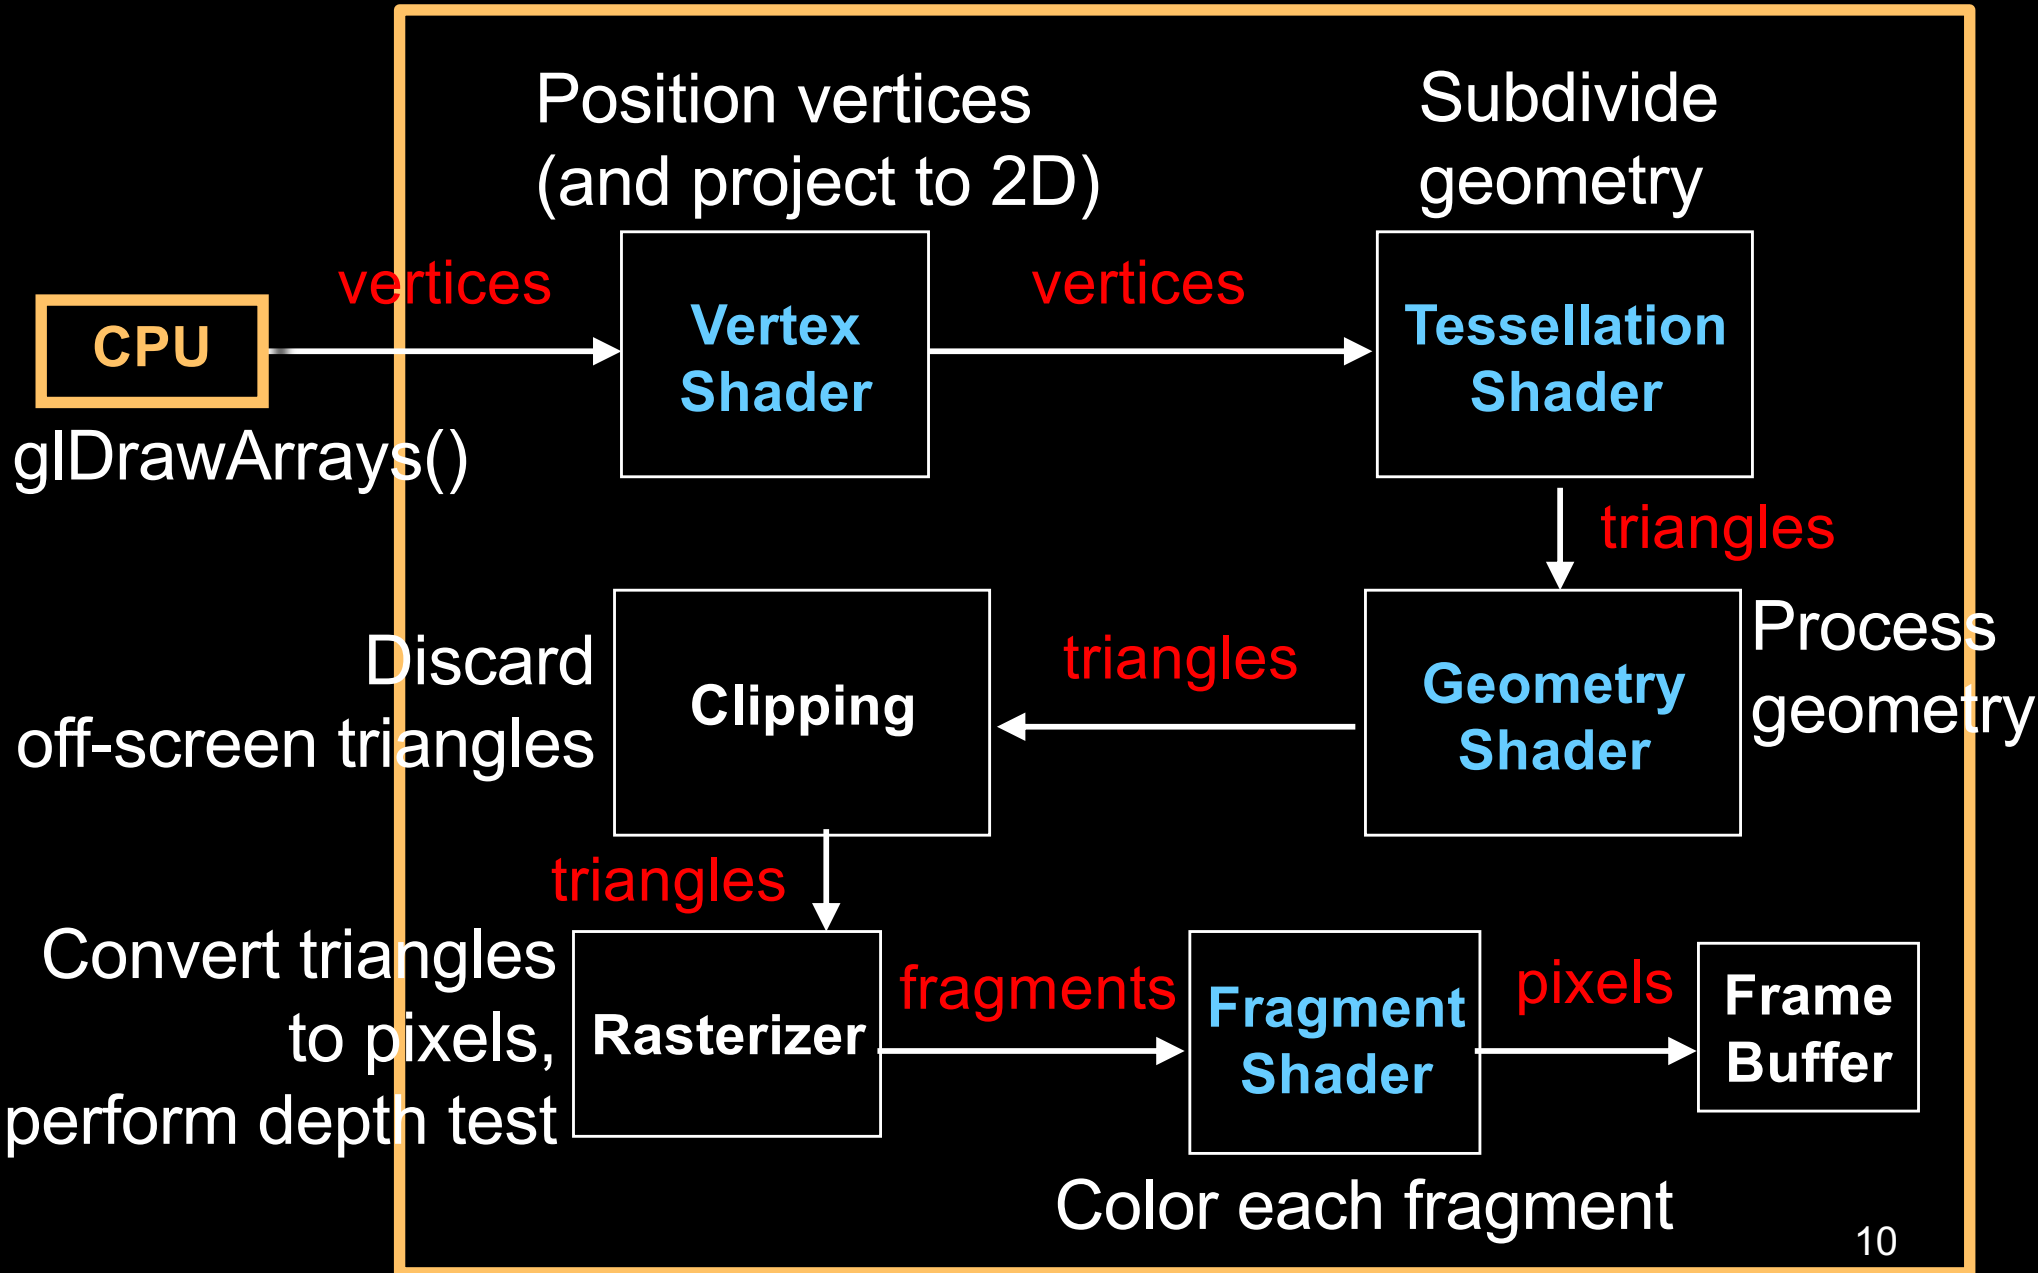 Position vertices
(and project to 2D)
Subdivide
geometry
vertices
vertices
CPU
Vertex
Shader
Tessellation
Shader
glDrawArrays()
triangles
Discard
off-screen triangles
Clipping
triangles
Geometry
Shader
Process
geometry
triangles
Convert triangles
to pixels,
perform depth test
Rasterizer
fragments
Fragment
Shader
pixels
Frame
Buffer
Color each fragment
10